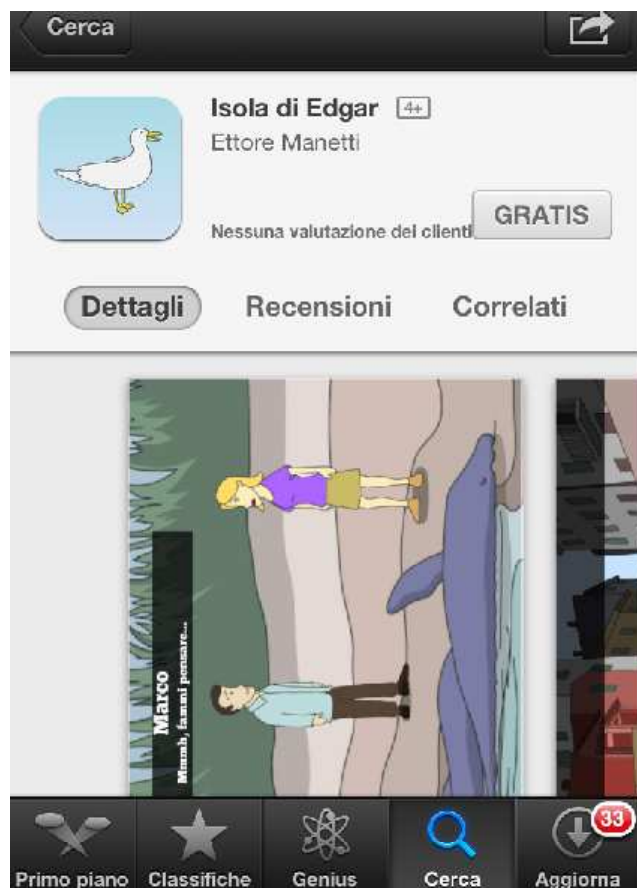 Cerca
Isola di Edgar 4+
Ettore Manetti
Nessuna valutazione dei clienti
GRATIS
Dettagli
Recensioni
Correlati
Marco
Mmmh, fammi pensare...
33
Primo piano
Classifiche
Genius
Cerca
Aggiorna